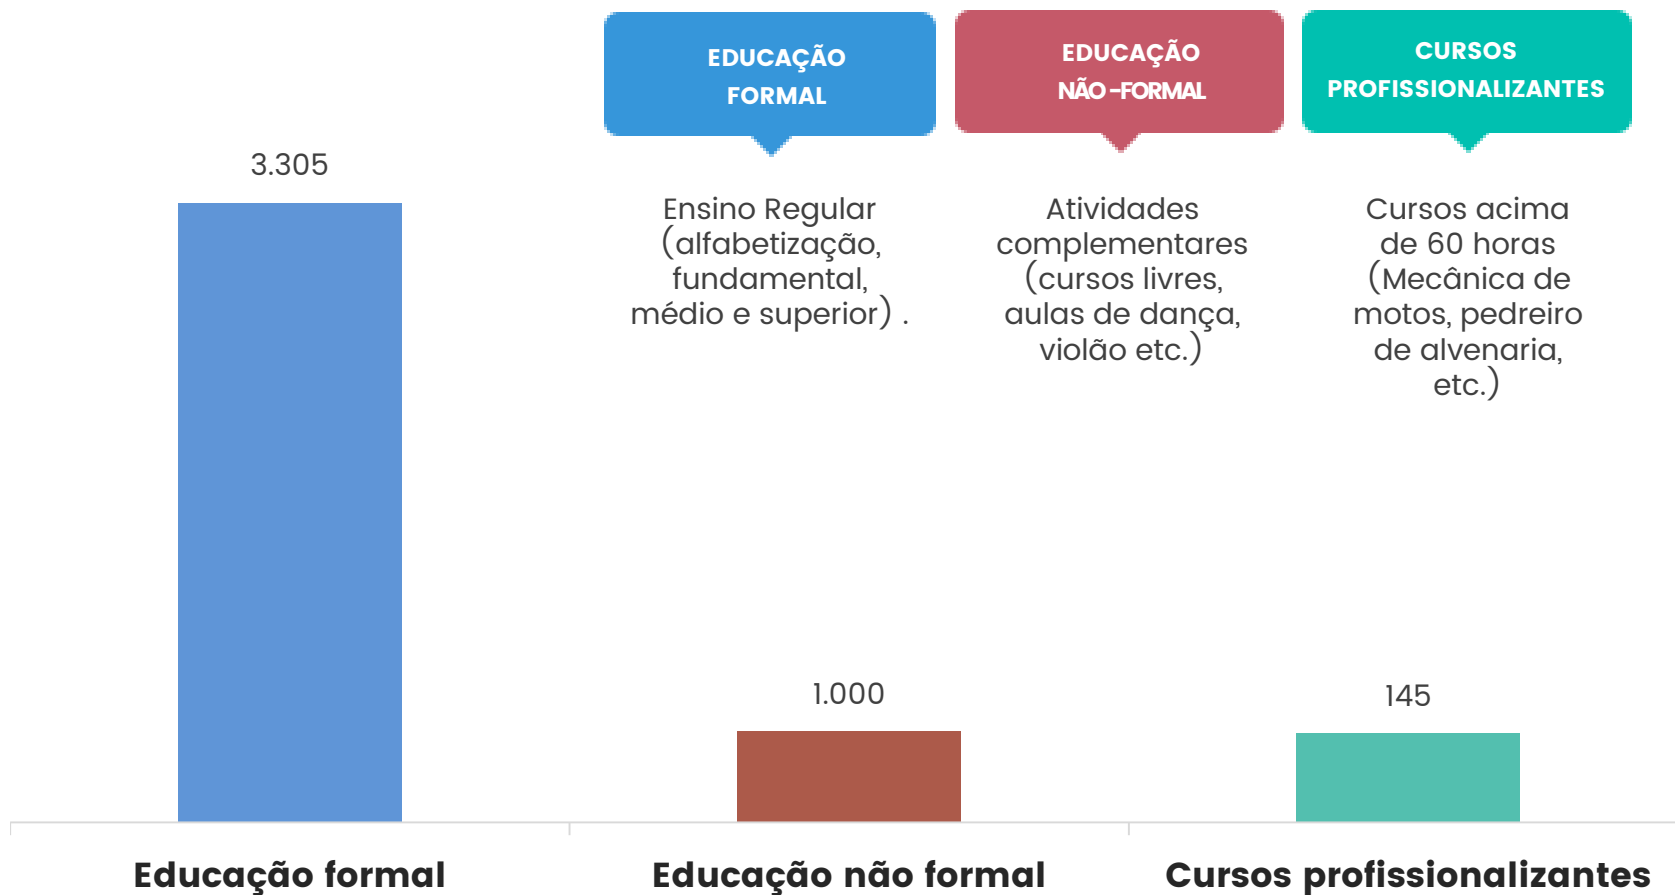 EDUCAÇÃO
FORMAL
EDUCAÇÃO
NÃO -FORMAL
CURSOS
PROFISSIONALIZANTES
Ensino Regular
(alfabetização,
fundamental,
médio e superior) .
Atividades
complementares
(cursos livres,
aulas de dança,
violão etc.)
Cursos acima
de 60 horas
(Mecânica de
motos, pedreiro
de alvenaria,
etc.)
3.305
1.000
145
Educação formal
Educação não formal
Cursos profissionalizantes